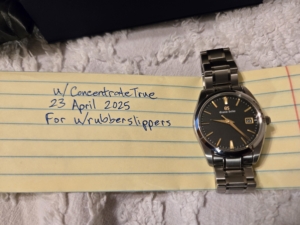 u/ConcentrateTrue
23 April 2025
For u/rubberslippers